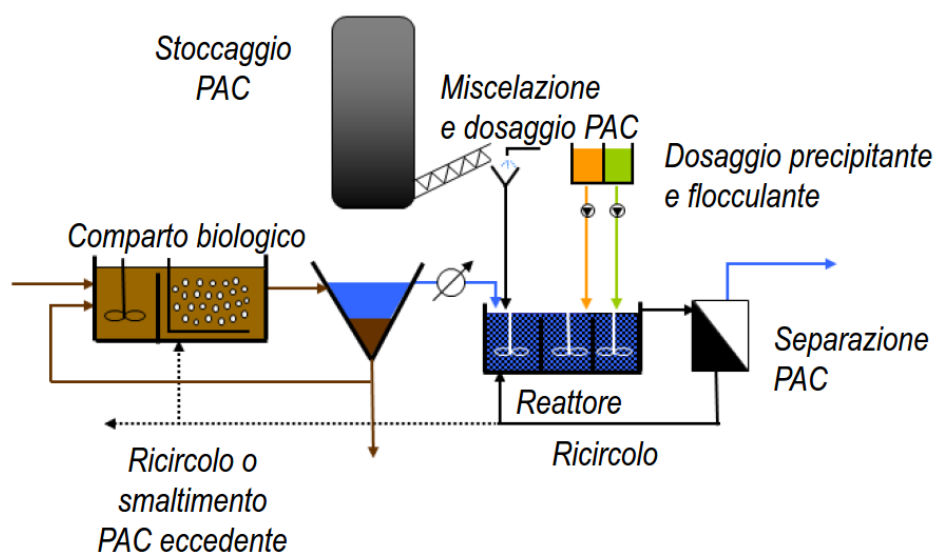 Stoccaggio
PAC
Miscelazione
e dosaggio PAC
Dosaggio precipitante
e flocculante
Comparto biologico
Separazione
PAC
Reattore
Ricircolo
Ricircolo o
smaltimento
PAC eccedente